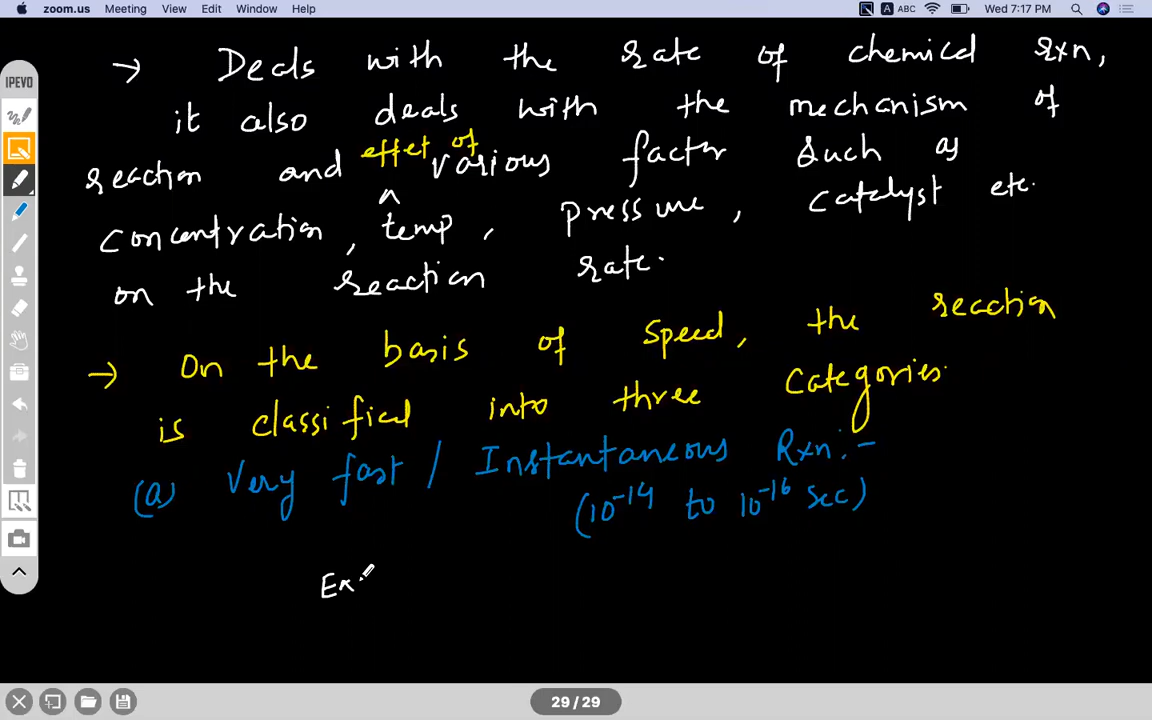 zoom.us Meeting View Edit Window Help A ABC Wed 7:17 PM
IPEVO
→ Deals with the rate of chemical rxn,
it also deals with the mechanism of
effet of
reaction and ^ various factor such as
concentration, temp, pressure, catalyst etc.
on the reaction rate.
→ On the basis of speed, the reaction
is classified into three categories.
(a) Very fast / Instantaneous Rxn:-
(10⁻¹⁴ to 10⁻¹⁶ sec)
Ex.
29 / 29